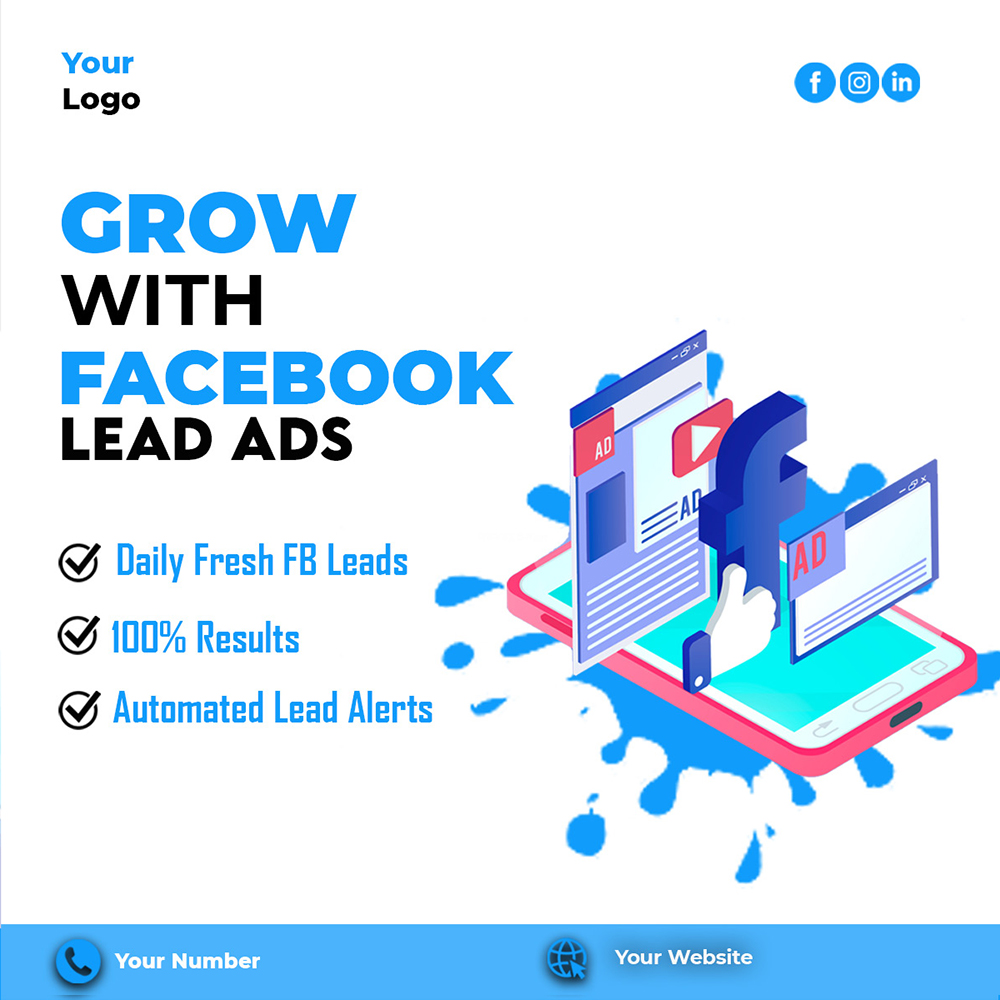 Your
Logo
f
in
GROW
WITH
FACEBOOK
LEAD ADS
AD
AD
f
AD
Daily Fresh FB Leads
100% Results
Automated Lead Alerts
Your Number
Your Website